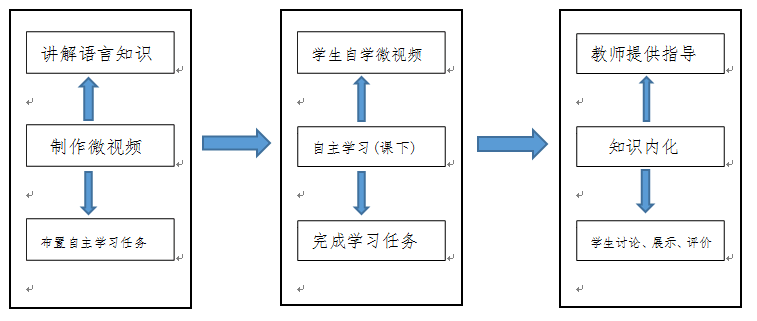 讲解语言知识
制作微视频
布置自主学习任务
学生自学微视频
自主学习(课下)
完成学习任务
教师提供指导
知识内化
学生讨论、展示、评价